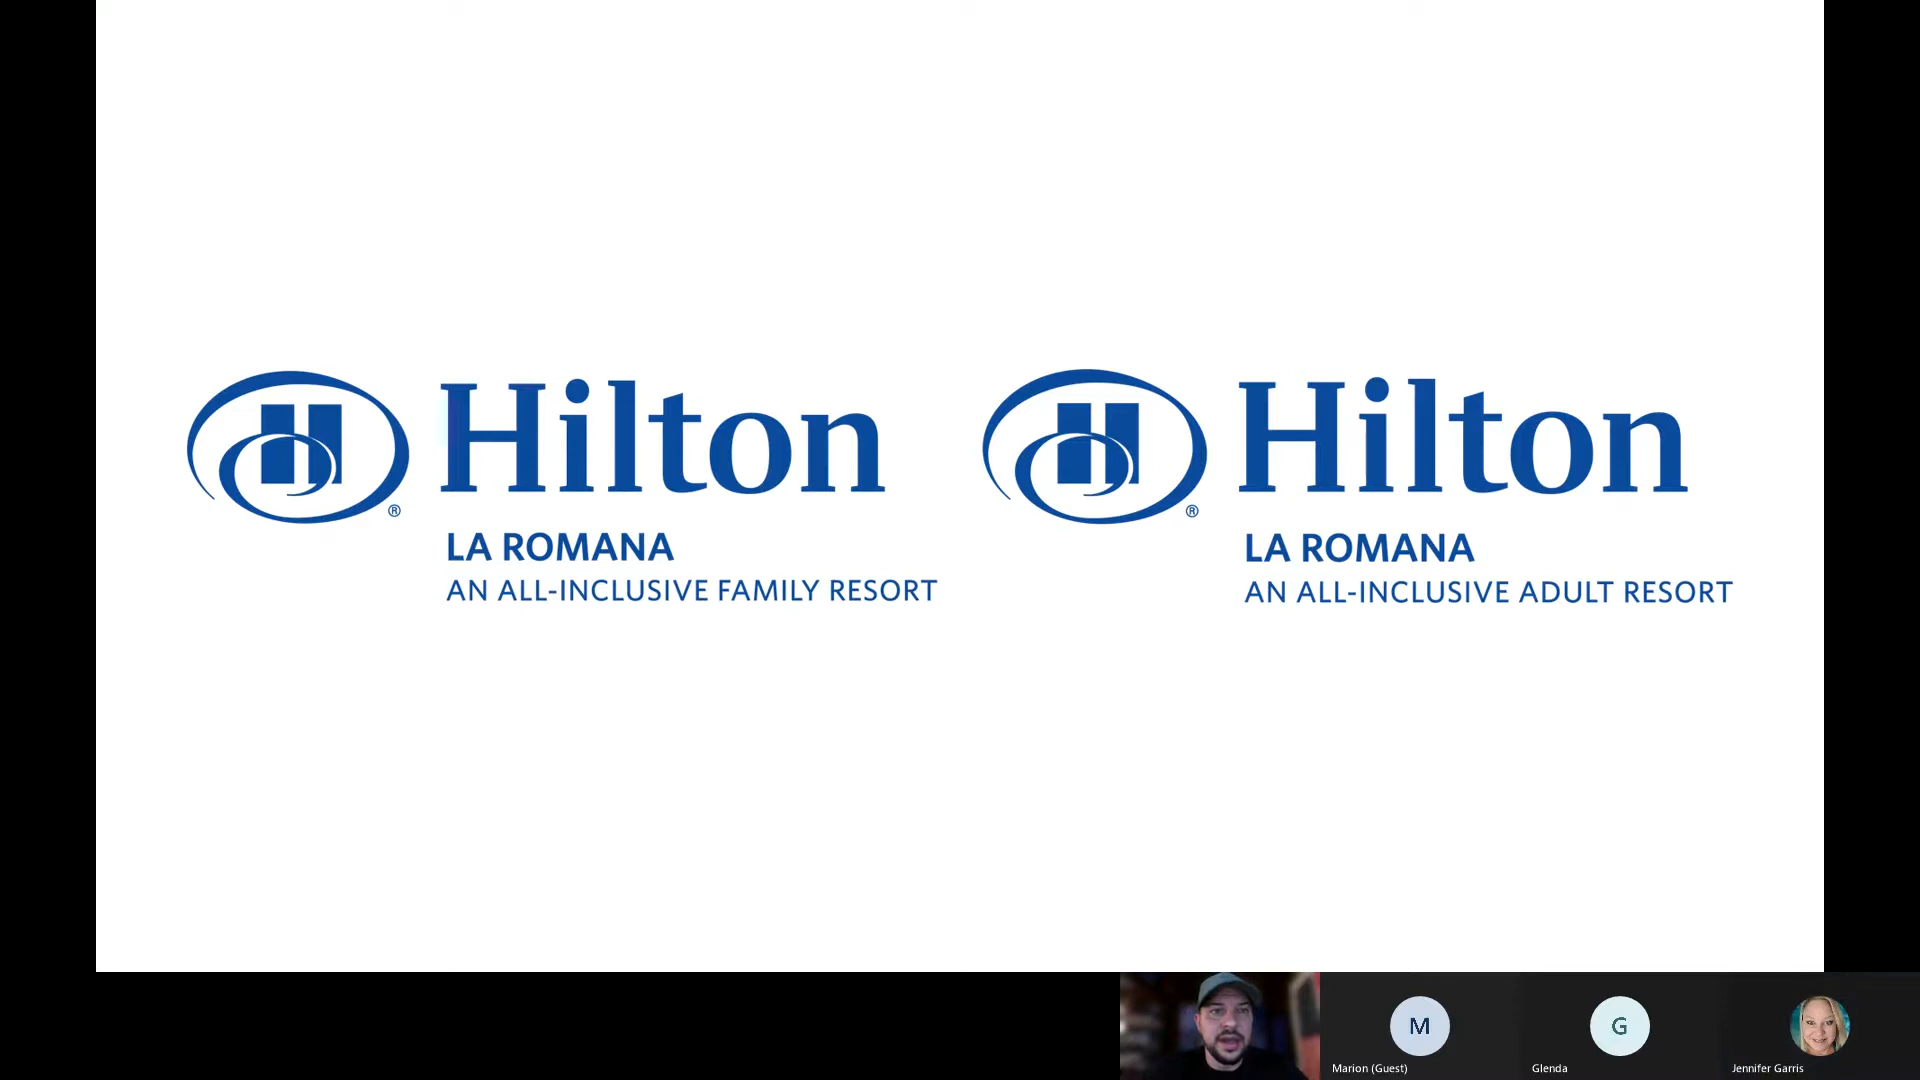 Hilton
®
LA ROMANA
AN ALL-INCLUSIVE FAMILY RESORT
Hilton
®
LA ROMANA
AN ALL-INCLUSIVE ADULT RESORT
M
Marion (Guest)
G
Glenda
Jennifer Garris